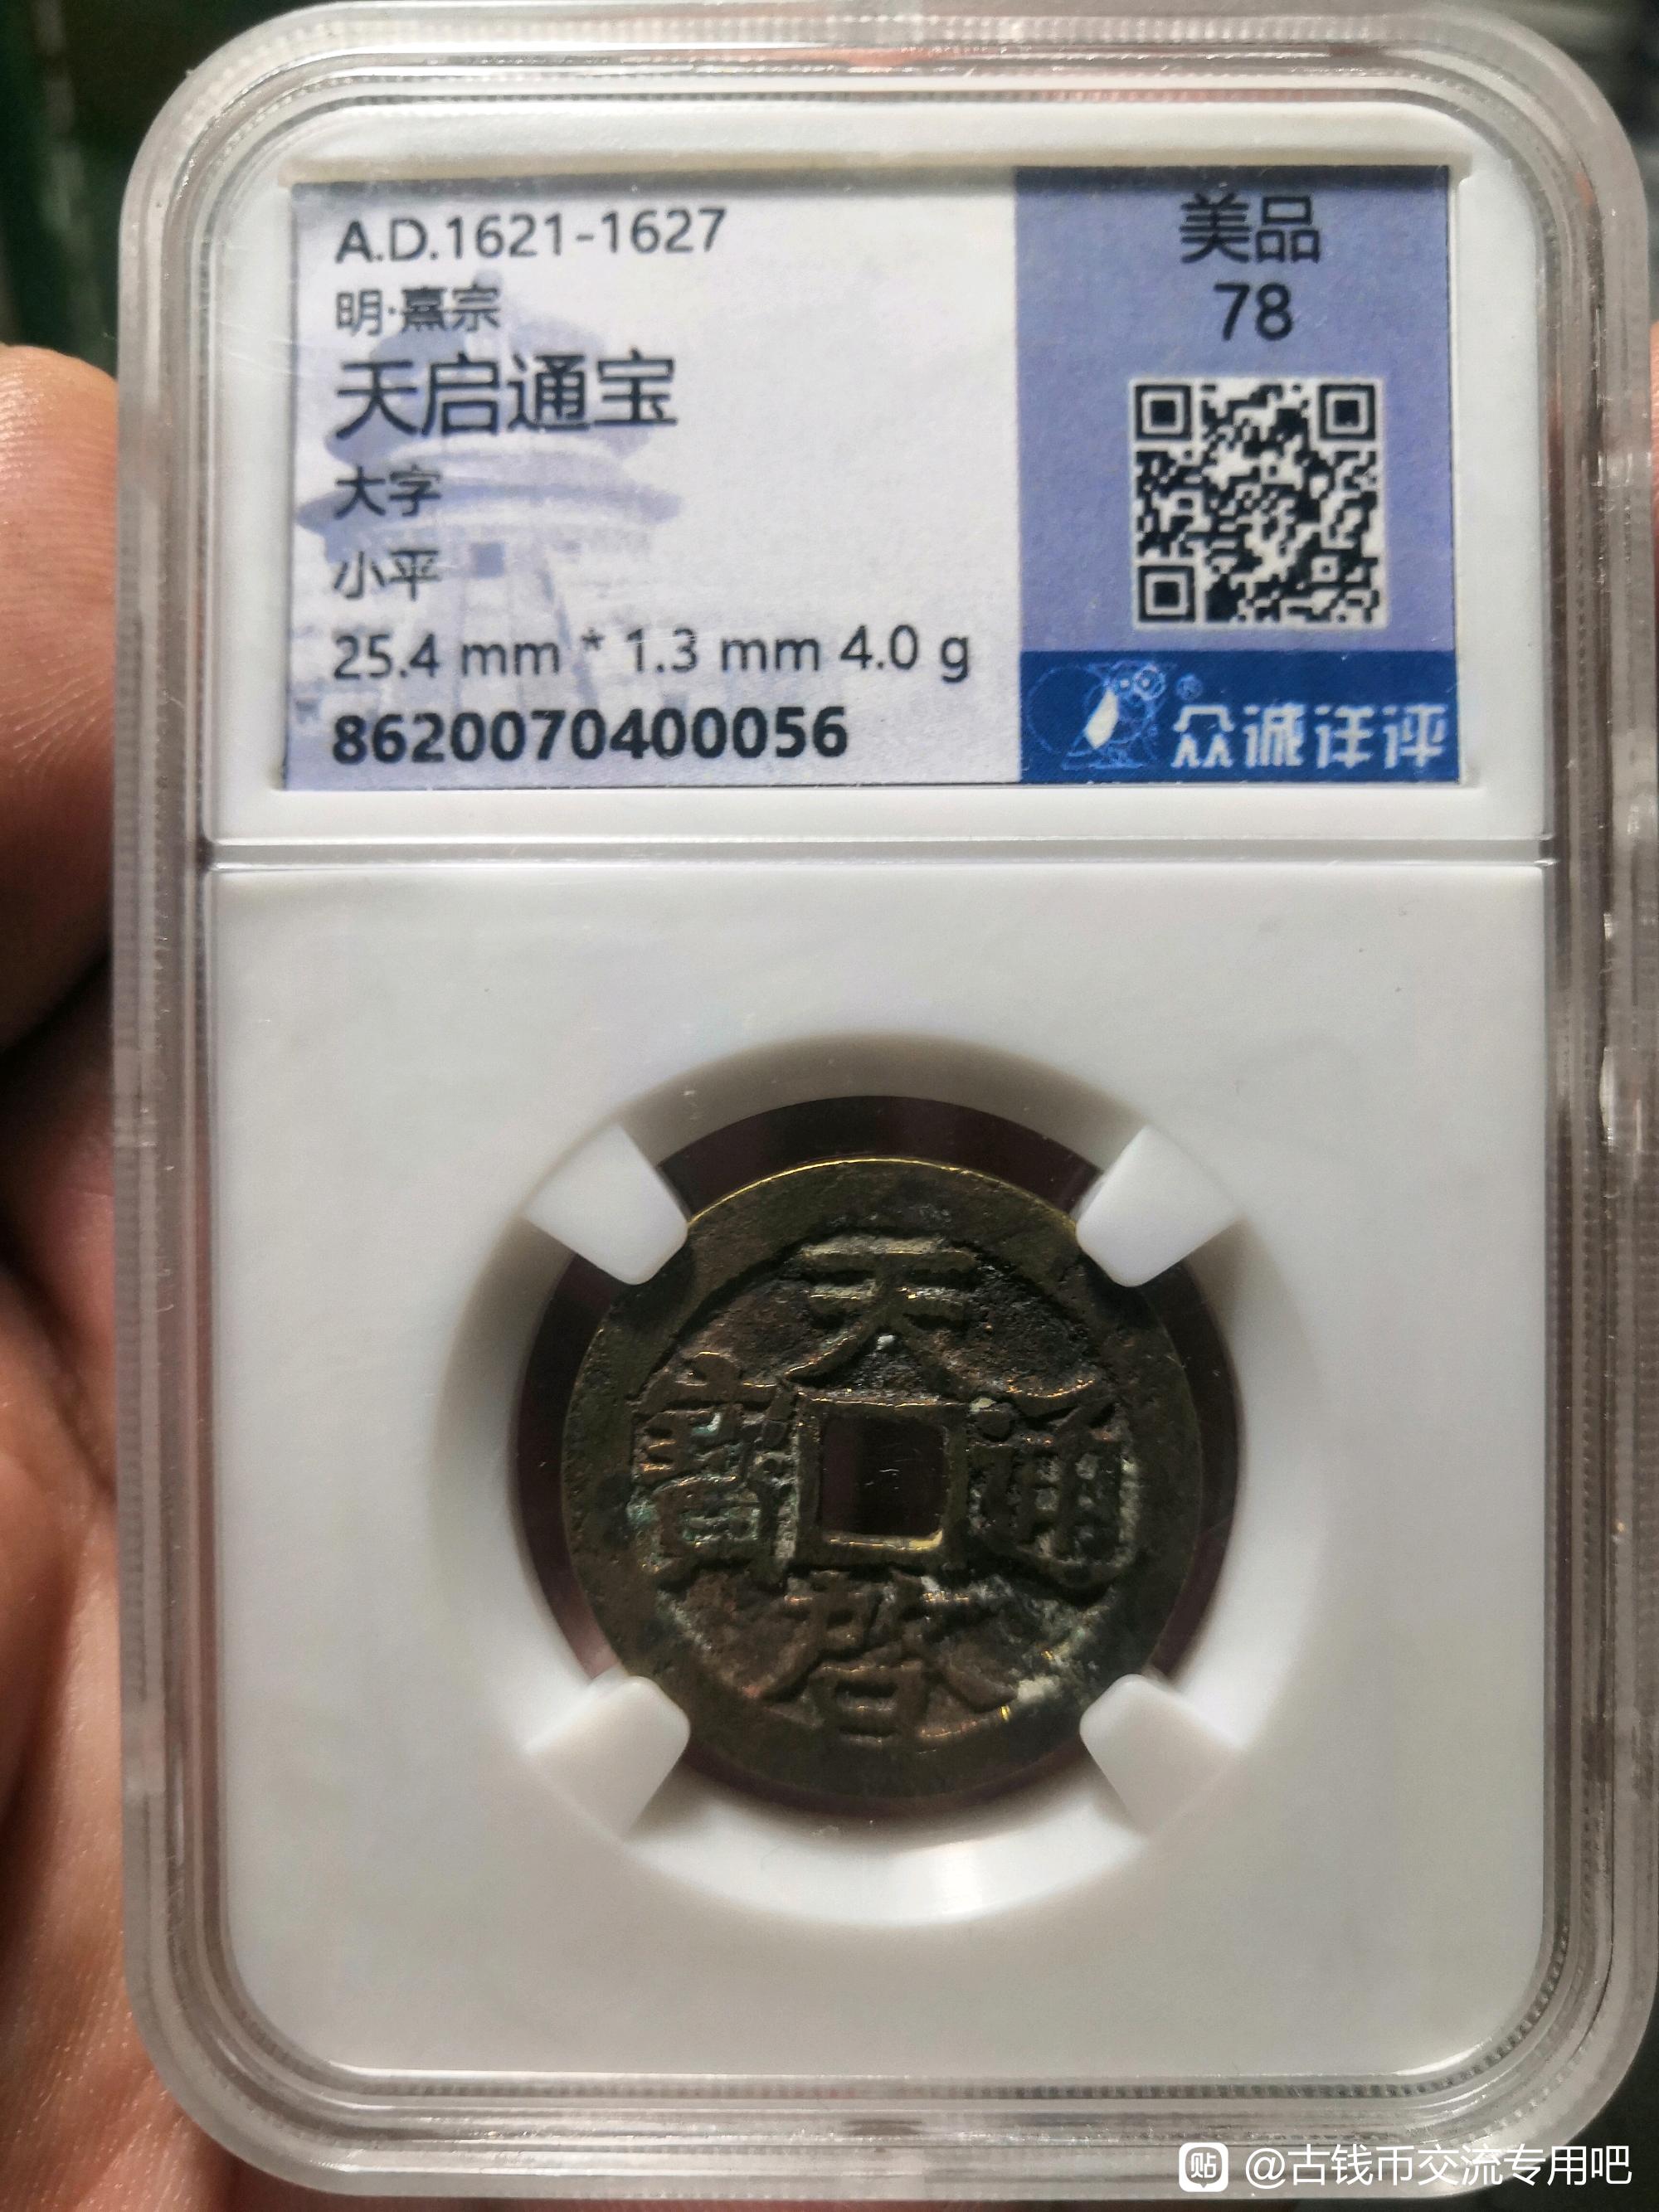 A.D.1621-1627
明·熹宗
天启通宝
大字
小平
25.4 mm * 1.3 mm 4.0 g
8620070400056
美品
78
®
众诚评评
天
寶 通
啓
贴 @古钱币交流专用吧